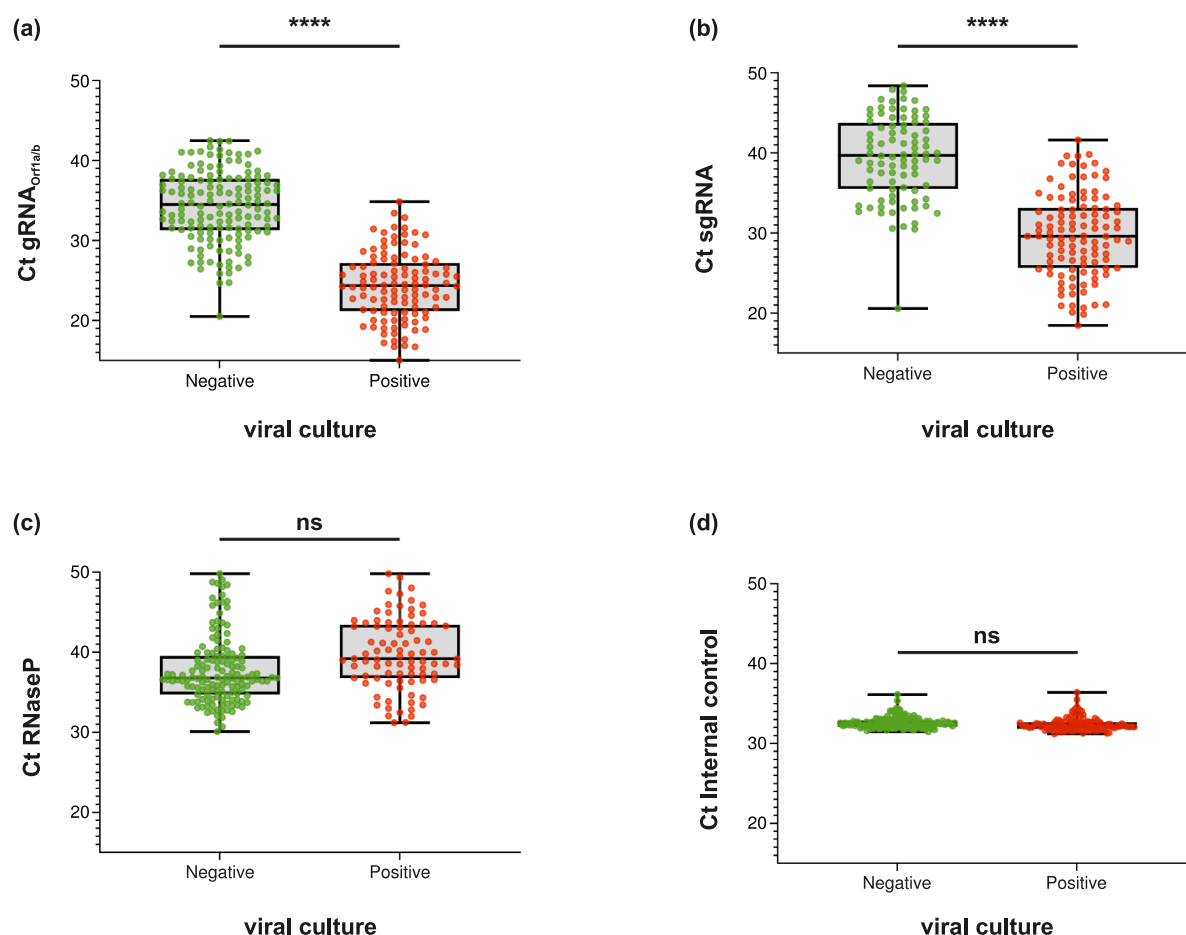 (a)
****
Ct gRNAOrf1a/b
50
40
30
20
Negative
Positive
viral culture
(b)
****
Ct sgRNA
50
40
30
20
Negative
Positive
viral culture
(c)
ns
Ct RNaseP
50
40
30
20
Negative
Positive
viral culture
(d)
ns
Ct Internal control
50
40
30
20
Negative
Positive
viral culture